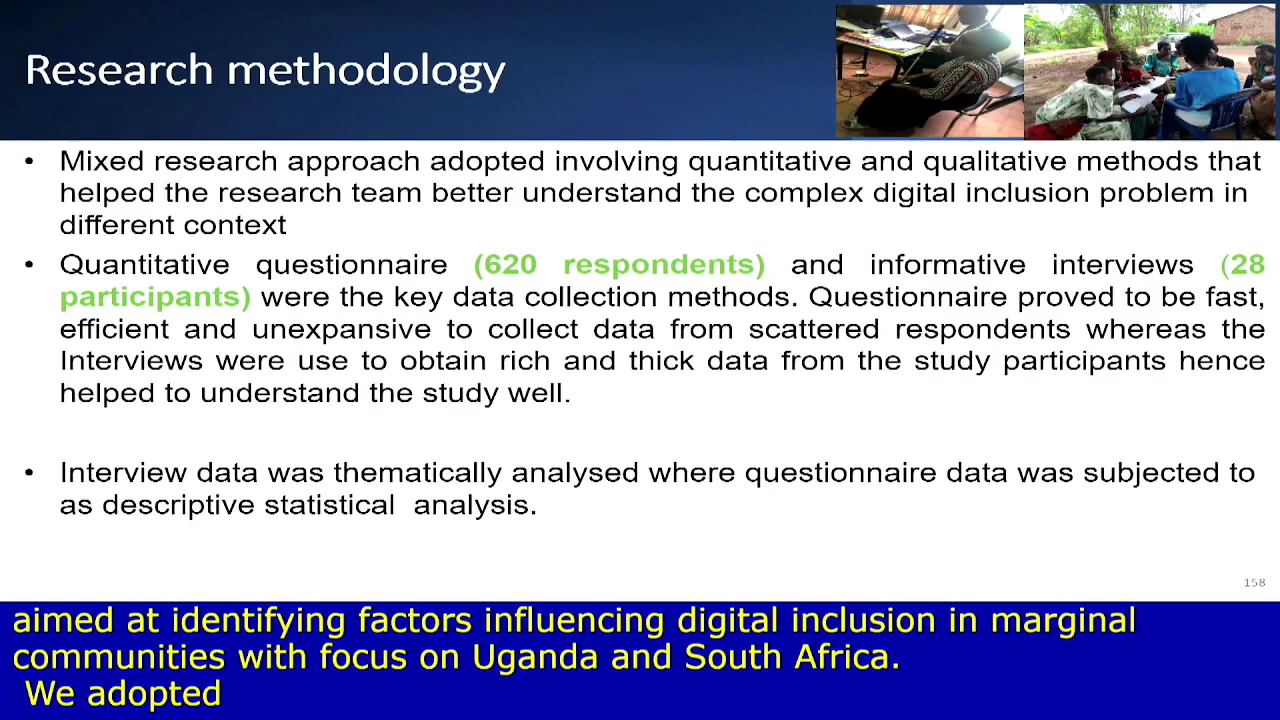 Research methodology
• Mixed research approach adopted involving quantitative and qualitative methods that
helped the research team better understand the complex digital inclusion problem in
different context
• Quantitative questionnaire (620 respondents) and informative interviews (28
participants) were the key data collection methods. Questionnaire proved to be fast,
efficient and unexpansive to collect data from scattered respondents whereas the
Interviews were use to obtain rich and thick data from the study participants hence
helped to understand the study well.
• Interview data was thematically analysed where questionnaire data was subjected to
as descriptive statistical analysis.
158
aimed at identifying factors influencing digital inclusion in marginal
communities with focus on Uganda and South Africa.
We adopted